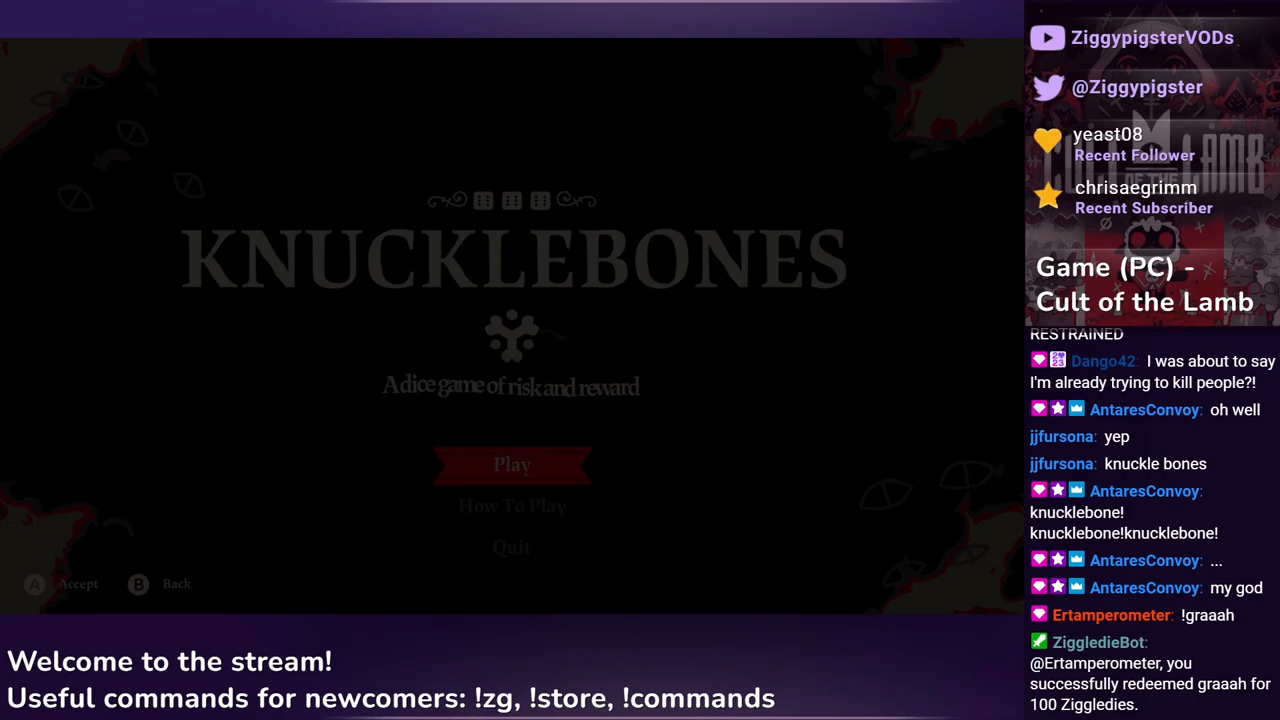 KNUCKLEBONES
A dice game of risk and reward
Play
How To Play
Quit
A Accept B Back
Welcome to the stream!
Useful commands for newcomers: !zg, !store, !commands
ZiggypigsterVODs
@Ziggypigster
yeast08
Recent Follower
chrisaegrimm
Recent Subscriber
CULT OF THE LAMB
Game (PC) -
Cult of the Lamb
RESTRAINED
Dango42: I was about to say
I'm already trying to kill people?!
AntaresConvoy: oh well
jjfursona: yep
jjfursona: knuckle bones
AntaresConvoy:
knucklebone!
knucklebone!knucklebone!
AntaresConvoy: ...
AntaresConvoy: my god
Ertamperometer: !graaah
ZiggledieBot:
@Ertamperometer, you
successfully redeemed graaah for
100 Ziggledies.